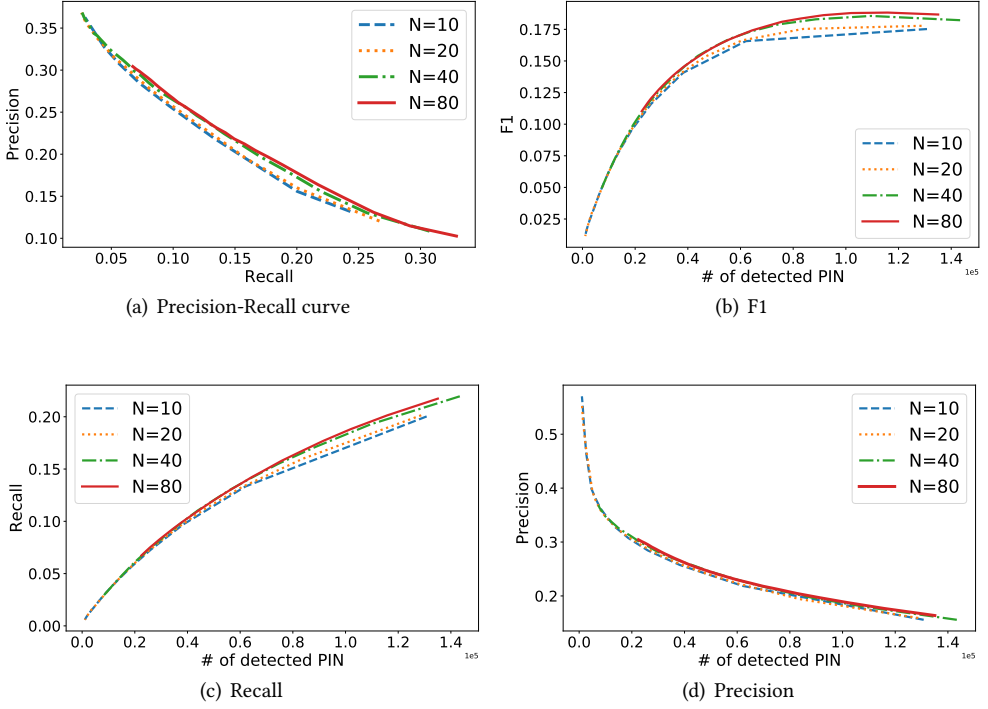 0.35
0.30
0.25
0.20
0.15
0.10
Precision
0.05 0.10 0.15 0.20 0.25 0.30
Recall
N=10
N=20
N=40
N=80
(a) Precision-Recall curve
0.175
0.150
0.125
0.100
0.075
0.050
0.025
F1
0.0 0.2 0.4 0.6 0.8 1.0 1.2 1.4
1e5
# of detected PIN
N=10
N=20
N=40
N=80
(b) F1
0.20
0.15
0.10
0.05
0.00
Recall
0.0 0.2 0.4 0.6 0.8 1.0 1.2 1.4
1e5
# of detected PIN
N=10
N=20
N=40
N=80
(c) Recall
0.5
0.4
0.3
0.2
Precision
0.0 0.2 0.4 0.6 0.8 1.0 1.2 1.4
1e5
# of detected PIN
N=10
N=20
N=40
N=80
(d) Precision